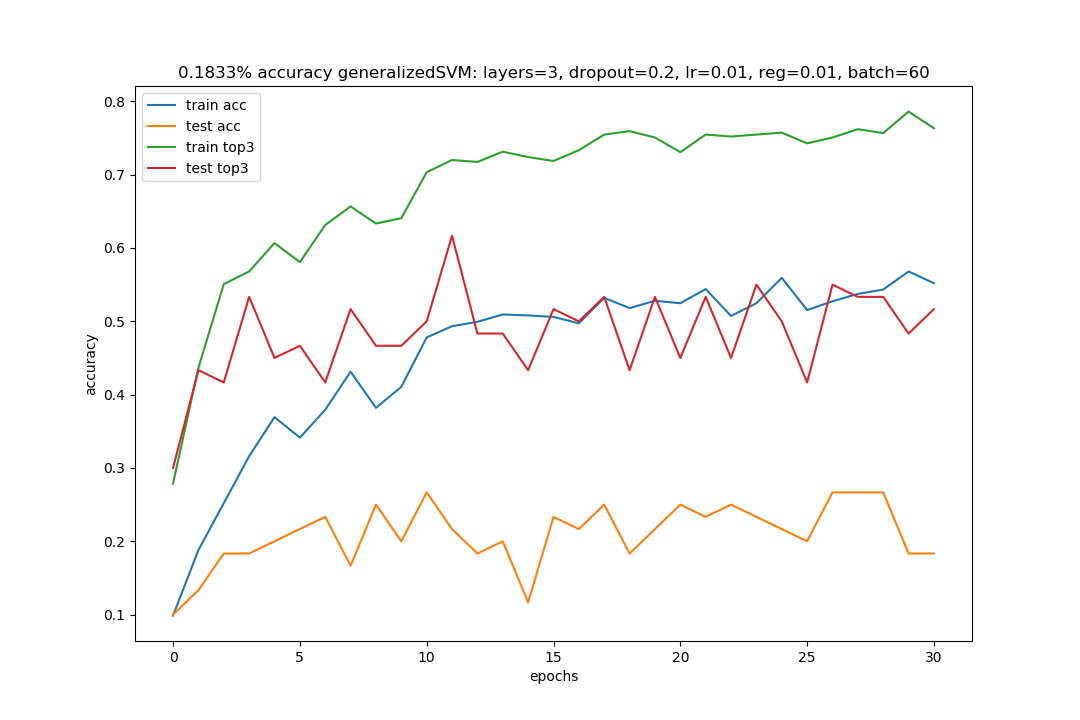 0.1833% accuracy generalizedSVM: layers=3, dropout=0.2, lr=0.01, reg=0.01, batch=60
train acc
test acc
train top3
test top3
0.8
0.7
0.6
0.5
0.4
0.3
0.2
0.1
accuracy
0 5 10 15 20 25 30
epochs